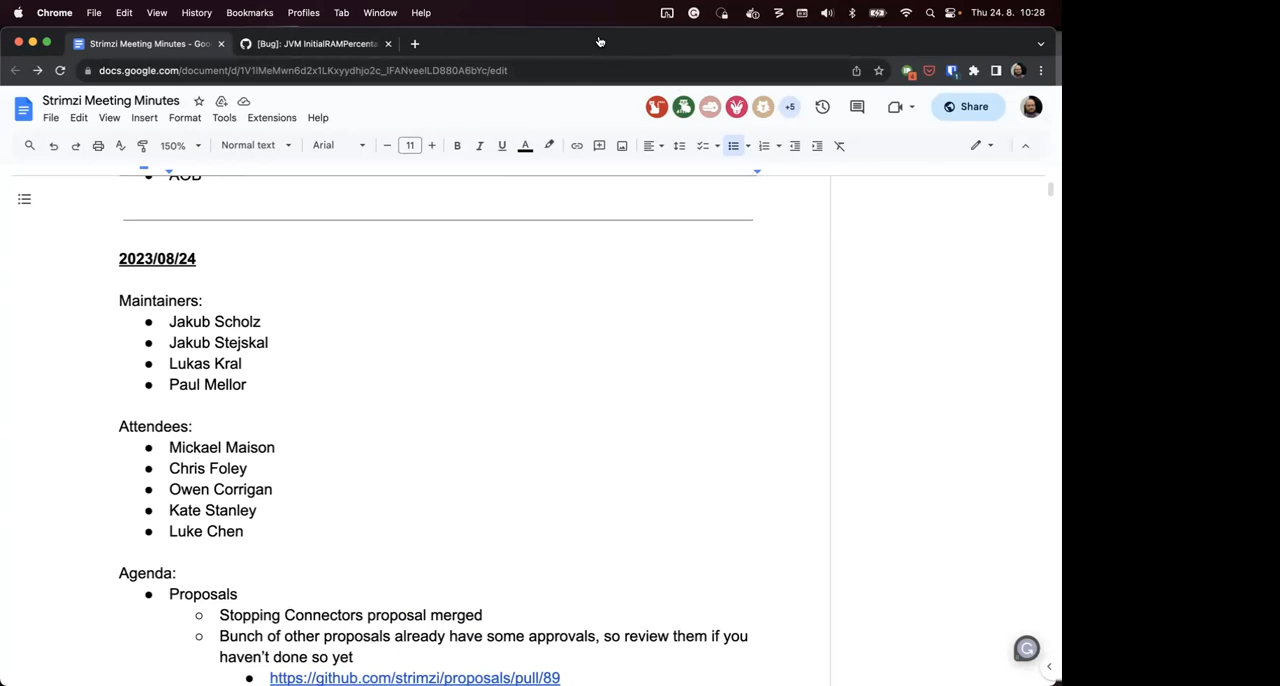 Chrome File Edit View History Bookmarks Profiles Tab Window Help Thu 24. 8. 10:28
Strimzi Meeting Minutes - Goo [Bug]: JVM InitialRAMPercenta
docs.google.com/document/d/1V1lMeMwn6d2x1LKxyydhjo2c_lFANveelLD880A6bYc/edit
Strimzi Meeting Minutes
+5 Share
File Edit View Insert Format Tools Extensions Help
150% Normal text Arial 11
AOB
2023/08/24
Maintainers:
● Jakub Scholz
● Jakub Stejskal
● Lukas Kral
● Paul Mellor
Attendees:
● Mickael Maison
● Chris Foley
● Owen Corrigan
● Kate Stanley
● Luke Chen
Agenda:
● Proposals
○ Stopping Connectors proposal merged
○ Bunch of other proposals already have some approvals, so review them if you
haven't done so yet
● https://github.com/strimzi/proposals/pull/89